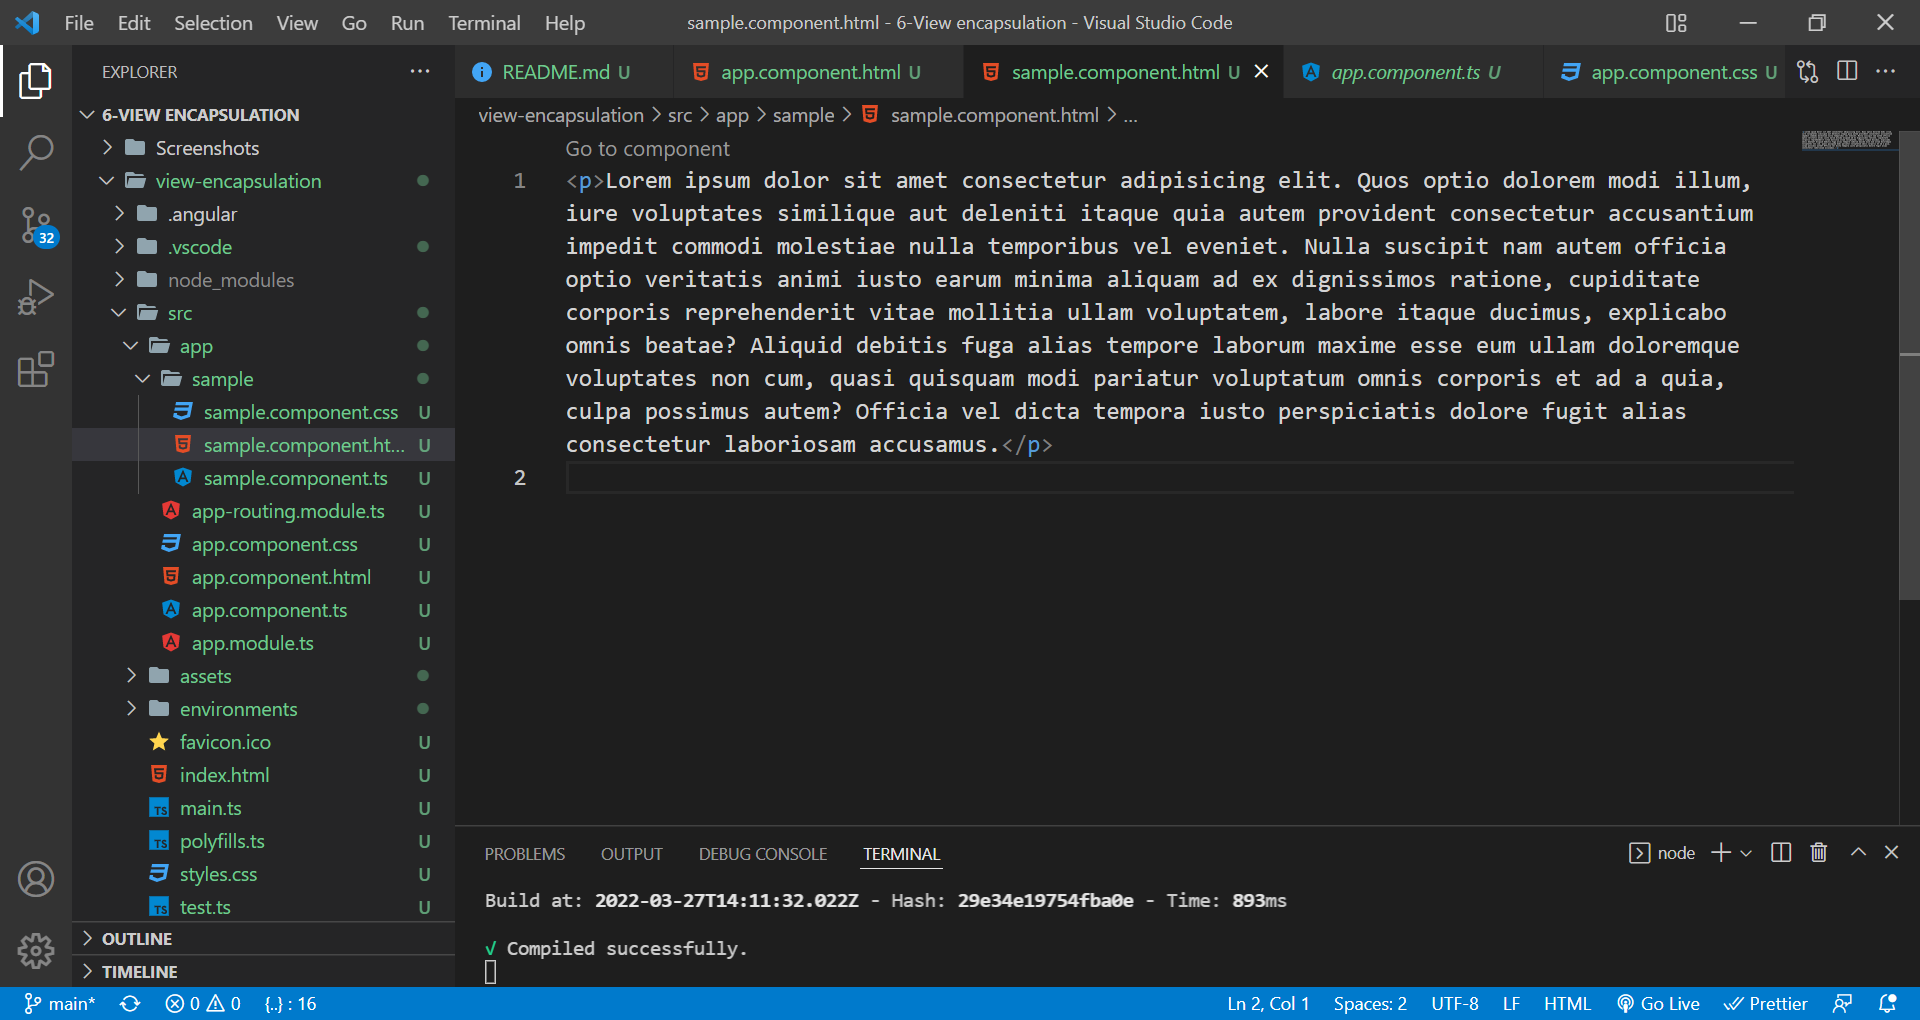 File Edit Selection View Go Run Terminal Help sample.component.html - 6-View encapsulation - Visual Studio Code
EXPLORER
README.md U app.component.html U sample.component.html U app.component.ts U app.component.css U
6-VIEW ENCAPSULATION
Screenshots
view-encapsulation
.angular
.vscode
node_modules
src
app
sample
sample.component.css U
sample.component.ht... U
sample.component.ts U
app-routing.module.ts U
app.component.css U
app.component.html U
app.component.ts U
app.module.ts U
assets
environments
favicon.ico U
index.html U
TS main.ts U
TS polyfills.ts U
styles.css U
TS test.ts U
OUTLINE
TIMELINE
32
view-encapsulation > src > app > sample > sample.component.html > ...
Go to component
1 <p>Lorem ipsum dolor sit amet consectetur adipisicing elit. Quos optio dolorem modi illum,
iure voluptates similique aut deleniti itaque quia autem provident consectetur accusantium
impedit commodi molestiae nulla temporibus vel eveniet. Nulla suscipit nam autem officia
optio veritatis animi iusto earum minima aliquam ad ex dignissimos ratione, cupiditate
corporis reprehenderit vitae mollitia ullam voluptatem, labore itaque ducimus, explicabo
omnis beatae? Aliquid debitis fuga alias tempore laborum maxime esse eum ullam doloremque
voluptates non cum, quasi quisquam modi pariatur voluptatum omnis corporis et ad a quia,
culpa possimus autem? Officia vel dicta tempora iusto perspiciatis dolore fugit alias
consectetur laboriosam accusamus.</p>
2
PROBLEMS OUTPUT DEBUG CONSOLE TERMINAL node
Build at: 2022-03-27T14:11:32.022Z - Hash: 29e34e19754fba0e - Time: 893ms
√ Compiled successfully.
main* 0 0 {..} : 16 Ln 2, Col 1 Spaces: 2 UTF-8 LF HTML Go Live Prettier